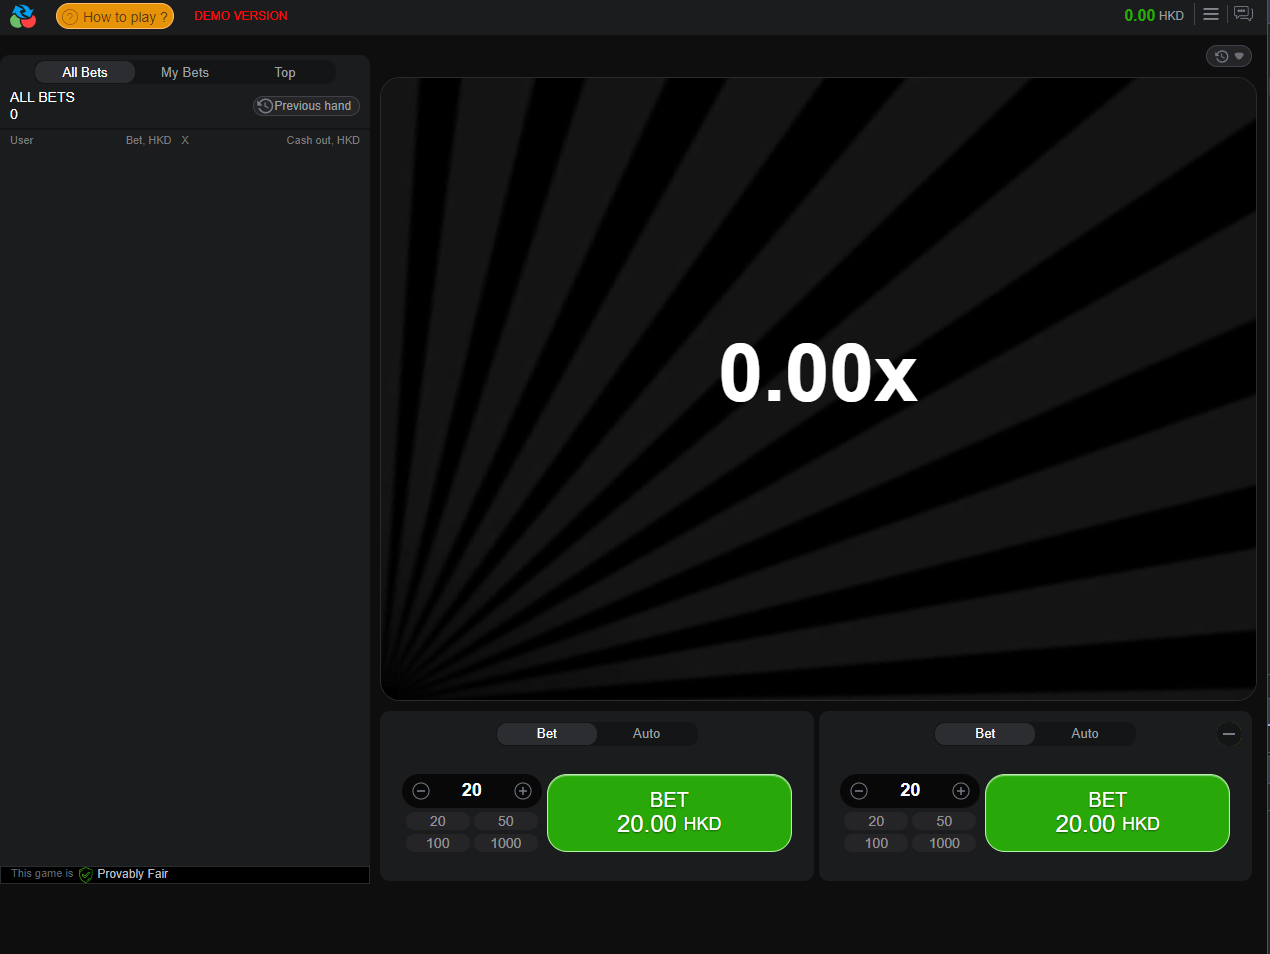 How to play ?
DEMO VERSION
0.00 HKD
All Bets My Bets Top
ALL BETS
0
Previous hand
User Bet, HKD X Cash out, HKD
0.00x
Bet Auto
20
20 50
100 1000
BET
20.00 HKD
Bet Auto
20
20 50
100 1000
BET
20.00 HKD
This game is Provably Fair